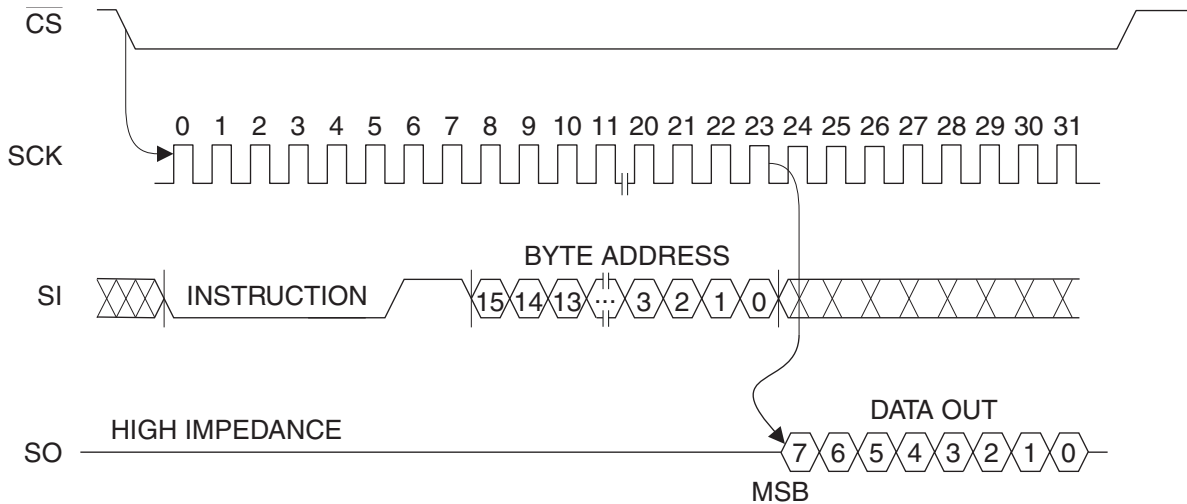 CS
0 1 2 3 4 5 6 7 8 9 10 11 20 21 22 23 24 25 26 27 28 29 30 31
SCK
BYTE ADDRESS
SI INSTRUCTION 15 14 13 ... 3 2 1 0
DATA OUT
HIGH IMPEDANCE
SO 7 6 5 4 3 2 1 0
MSB